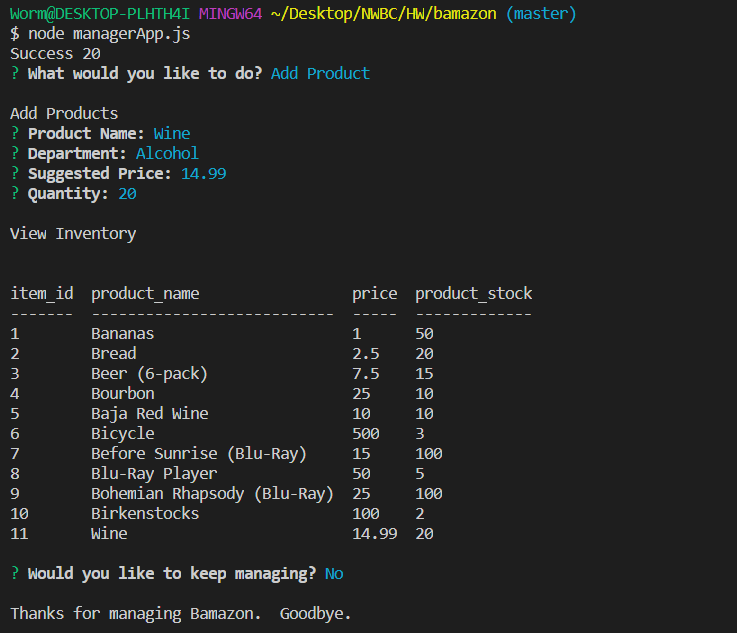 Worm@DESKTOP-PLHTH4I MINGW64 ~/Desktop/NWBC/HW/bamazon (master)
$ node managerApp.js
Success 20
? What would you like to do? Add Product
Add Products
? Product Name: Wine
? Department: Alcohol
? Suggested Price: 14.99
? Quantity: 20
View Inventory
item_id  product_name                 price  product_stock
-------  ---------------------------  -----  -------------
1        Bananas                      1      50
2        Bread                        2.5    20
3        Beer (6-pack)                7.5    15
4        Bourbon                      25     10
5        Baja Red Wine                10     10
6        Bicycle                      500    3
7        Before Sunrise (Blu-Ray)     15     100
8        Blu-Ray Player               50     5
9        Bohemian Rhapsody (Blu-Ray)  25     100
10       Birkenstocks                 100    2
11       Wine                         14.99  20
? Would you like to keep managing? No
Thanks for managing Bamazon.  Goodbye.